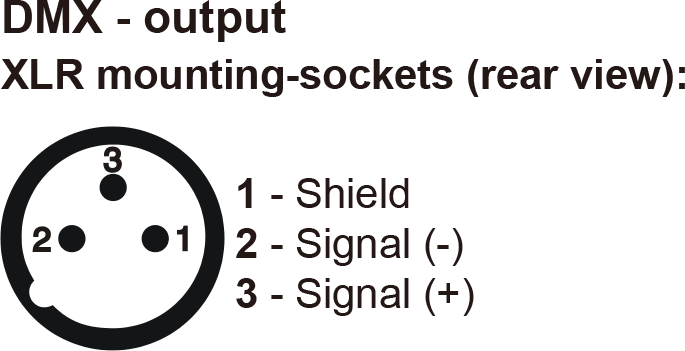 DMX - output
XLR mounting-sockets (rear view):
3
2 1
1 - Shield
2 - Signal (-)
3 - Signal (+)